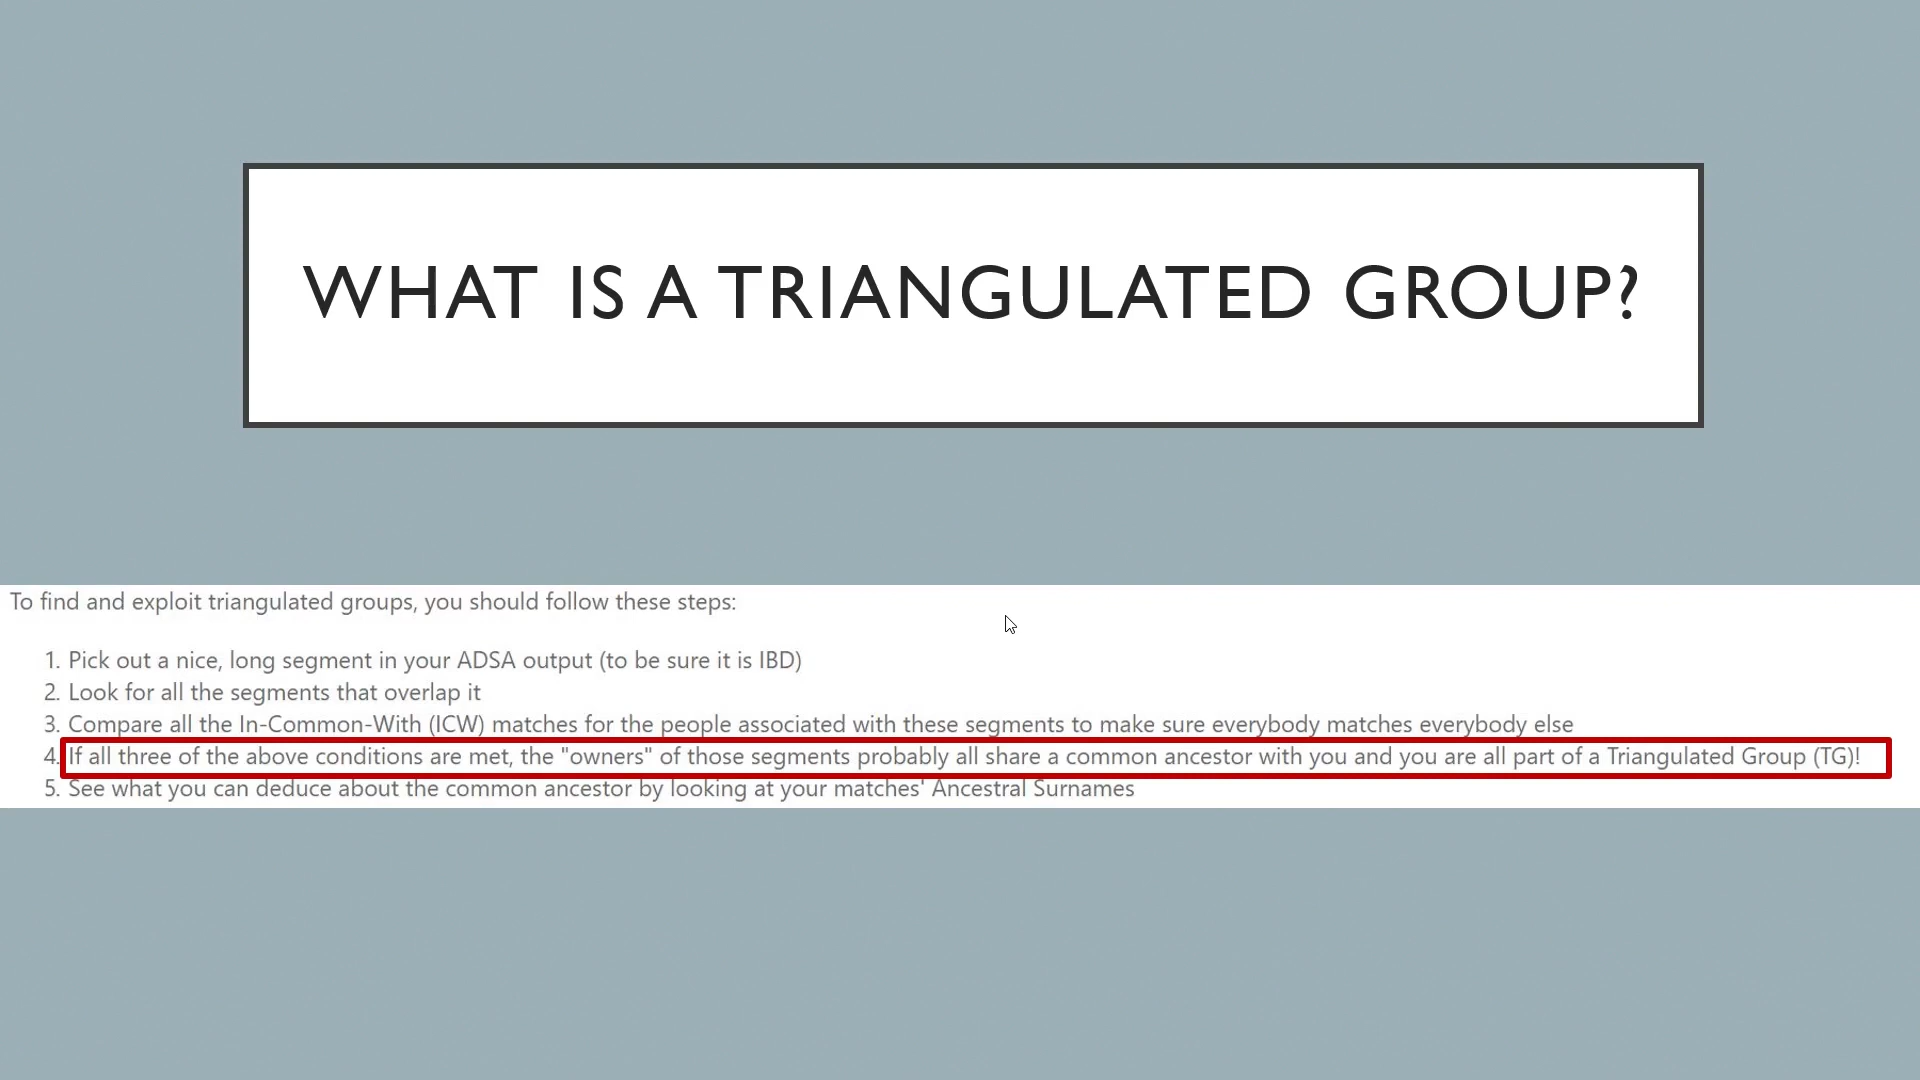 WHAT IS A TRIANGULATED GROUP?
To find and exploit triangulated groups, you should follow these steps:
1. Pick out a nice, long segment in your ADSA output (to be sure it is IBD)
2. Look for all the segments that overlap it
3. Compare all the In-Common-With (ICW) matches for the people associated with these segments to make sure everybody matches everybody else
4. If all three of the above conditions are met, the "owners" of those segments probably all share a common ancestor with you and you are all part of a Triangulated Group (TG)!
5. See what you can deduce about the common ancestor by looking at your matches' Ancestral Surnames